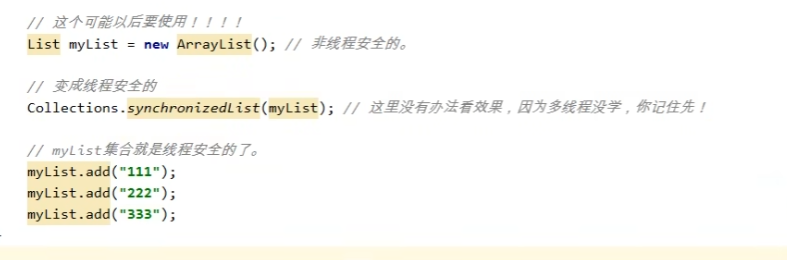 // 这个可能以后要使用！！！！
List myList = new ArrayList(); // 非线程安全的。
// 变成线程安全的
Collections.synchronizedList(myList); // 这里没有办法看效果，因为多线程没学，你记住先！
// myList集合就是线程安全的了。
myList.add("111");
myList.add("222");
myList.add("333");